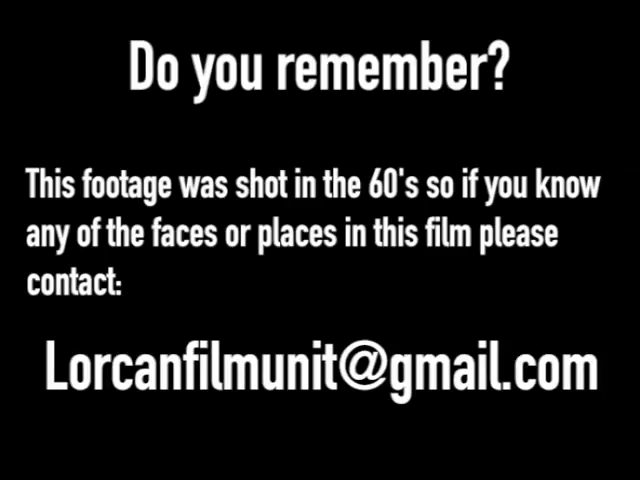 Do you remember?
This footage was shot in the 60's so if you know
any of the faces or places in this film please
contact:
Lorcanfilmunit@gmail.com